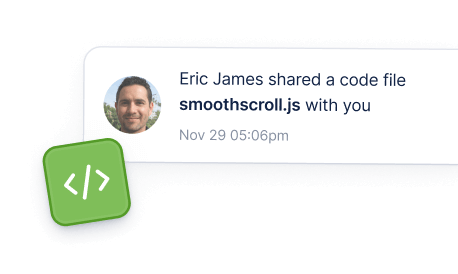 Eric James shared a code file
smoothscroll.js with you
Nov 29 05:06pm
</>